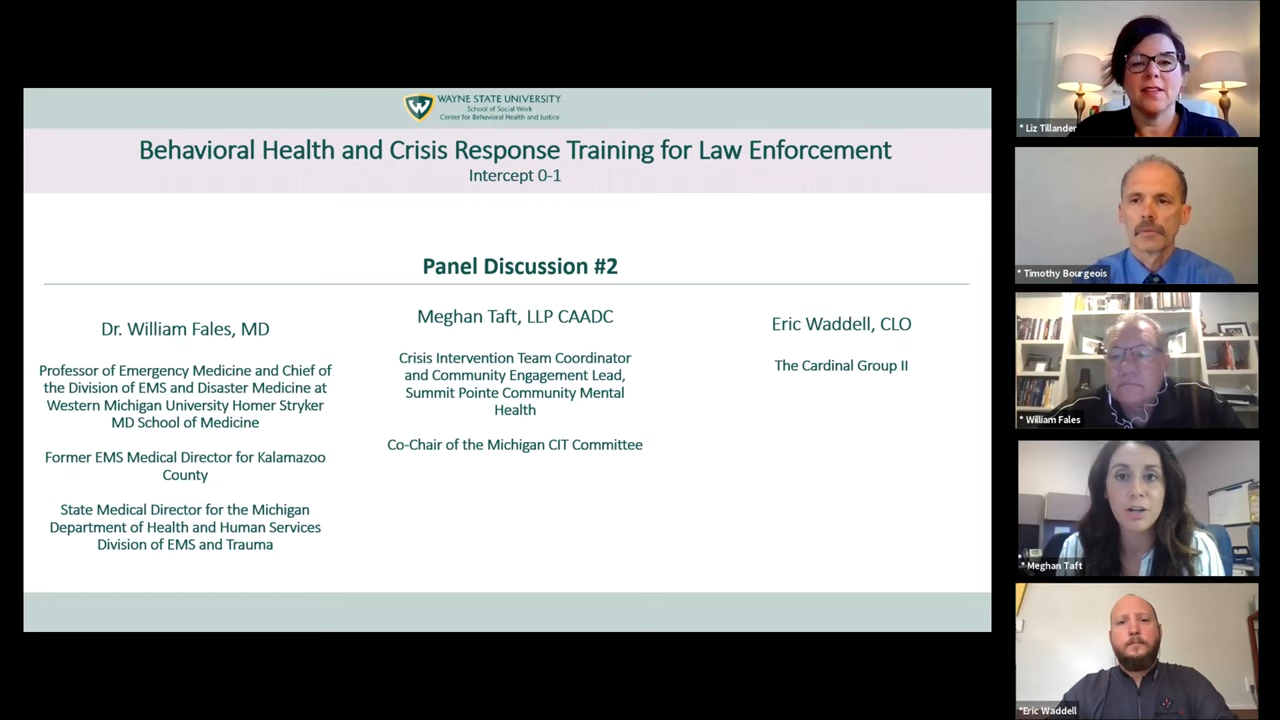 WAYNE STATE UNIVERSITY
School of Social Work
Center for Behavioral Health and Justice
Behavioral Health and Crisis Response Training for Law Enforcement
Intercept 0-1
Panel Discussion #2
Dr. William Fales, MD
Professor of Emergency Medicine and Chief of
the Division of EMS and Disaster Medicine at
Western Michigan University Homer Stryker
MD School of Medicine
Former EMS Medical Director for Kalamazoo
County
State Medical Director for the Michigan
Department of Health and Human Services
Division of EMS and Trauma
Meghan Taft, LLP CAADC
Crisis Intervention Team Coordinator
and Community Engagement Lead,
Summit Pointe Community Mental
Health
Co-Chair of the Michigan CIT Committee
Eric Waddell, CLO
The Cardinal Group II
* Liz Tillander
* Timothy Bourgeois
* William Fales
* Meghan Taft
*Eric Waddell